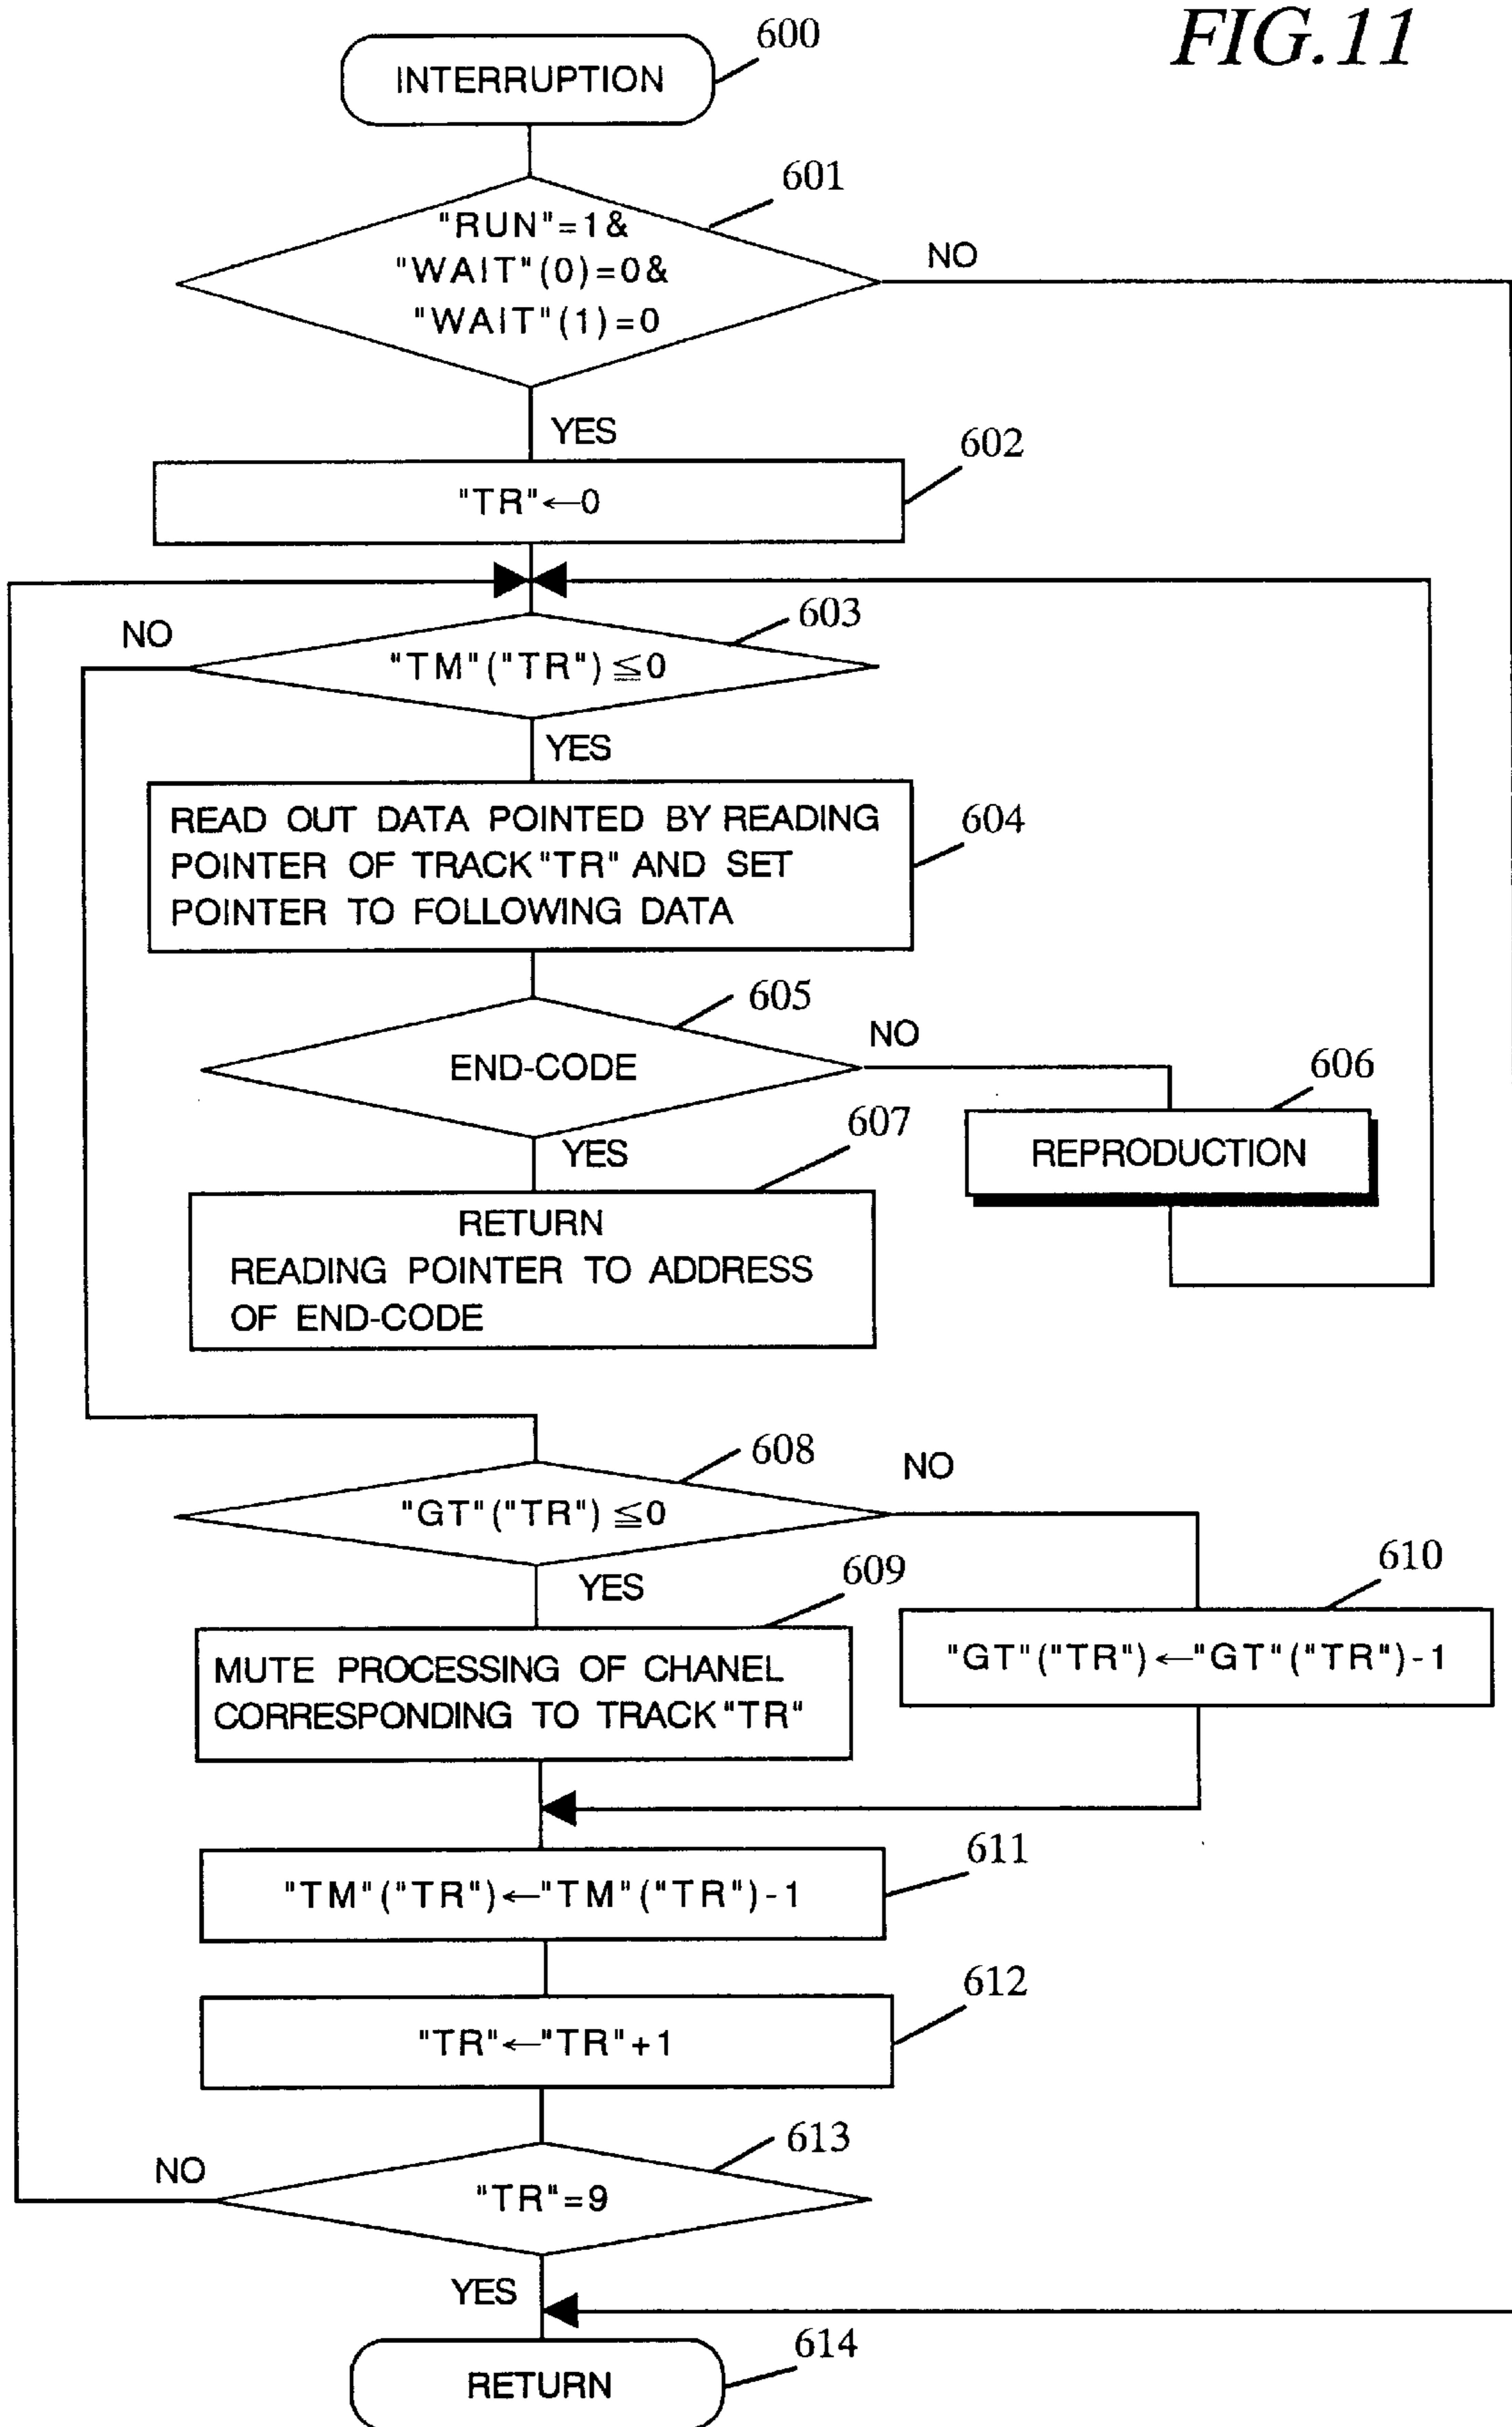 FIG.11
600
INTERRUPTION
601
"RUN"=1&
"WAIT"(0)=0&
"WAIT"(1)=0
NO
YES
602
"TR"←0
603
NO
"TM"("TR")≦0
YES
READ OUT DATA POINTED BY READING
POINTER OF TRACK"TR" AND SET
POINTER TO FOLLOWING DATA
604
605
END-CODE
NO
606
REPRODUCTION
YES
607
RETURN
READING POINTER TO ADDRESS
OF END-CODE
608
"GT"("TR")≦0
NO
YES
609
MUTE PROCESSING OF CHANEL
CORRESPONDING TO TRACK"TR"
610
"GT"("TR")←"GT"("TR")-1
611
"TM"("TR")←"TM"("TR")-1
612
"TR"←"TR"+1
613
NO
"TR"=9
YES
614
RETURN